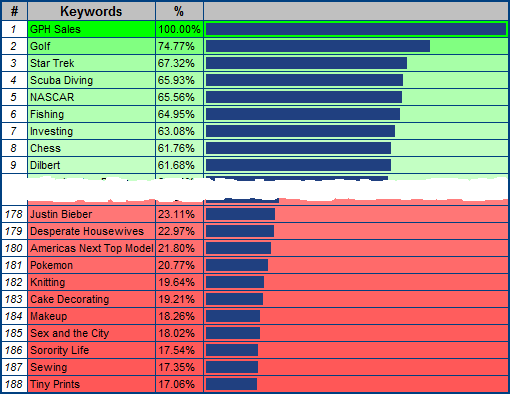 # Keywords %
1 GPH Sales 100.00%
2 Golf 74.77%
3 Star Trek 67.32%
4 Scuba Diving 65.93%
5 NASCAR 65.56%
6 Fishing 64.95%
7 Investing 63.08%
8 Chess 61.76%
9 Dilbert 61.68%
178 Justin Bieber 23.11%
179 Desperate Housewives 22.97%
180 Americas Next Top Model 21.80%
181 Pokemon 20.77%
182 Knitting 19.64%
183 Cake Decorating 19.21%
184 Makeup 18.26%
185 Sex and the City 18.02%
186 Sorority Life 17.54%
187 Sewing 17.35%
188 Tiny Prints 17.06%